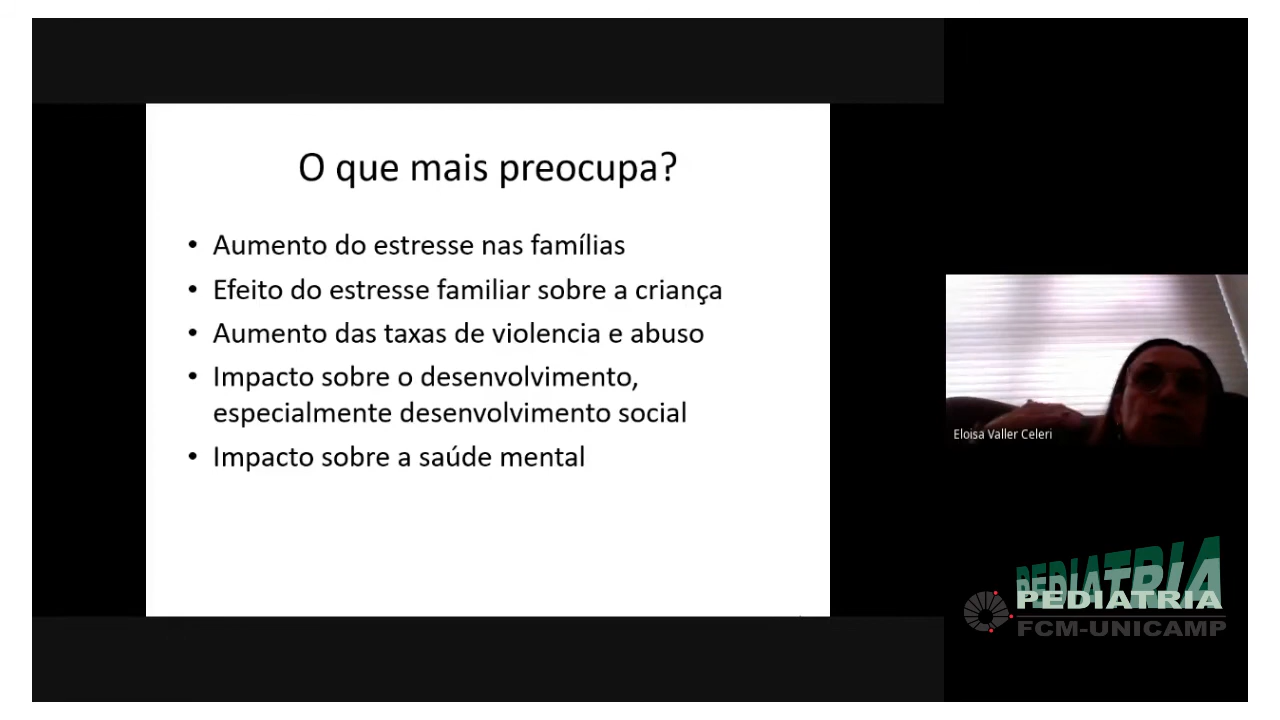 O que mais preocupa?
• Aumento do estresse nas famílias
• Efeito do estresse familiar sobre a criança
• Aumento das taxas de violencia e abuso
• Impacto sobre o desenvolvimento,
especialmente desenvolvimento social
• Impacto sobre a saúde mental
Eloisa Valler Celeri
PEDIATRIA
PEDIATRIA
FCM-UNICAMP